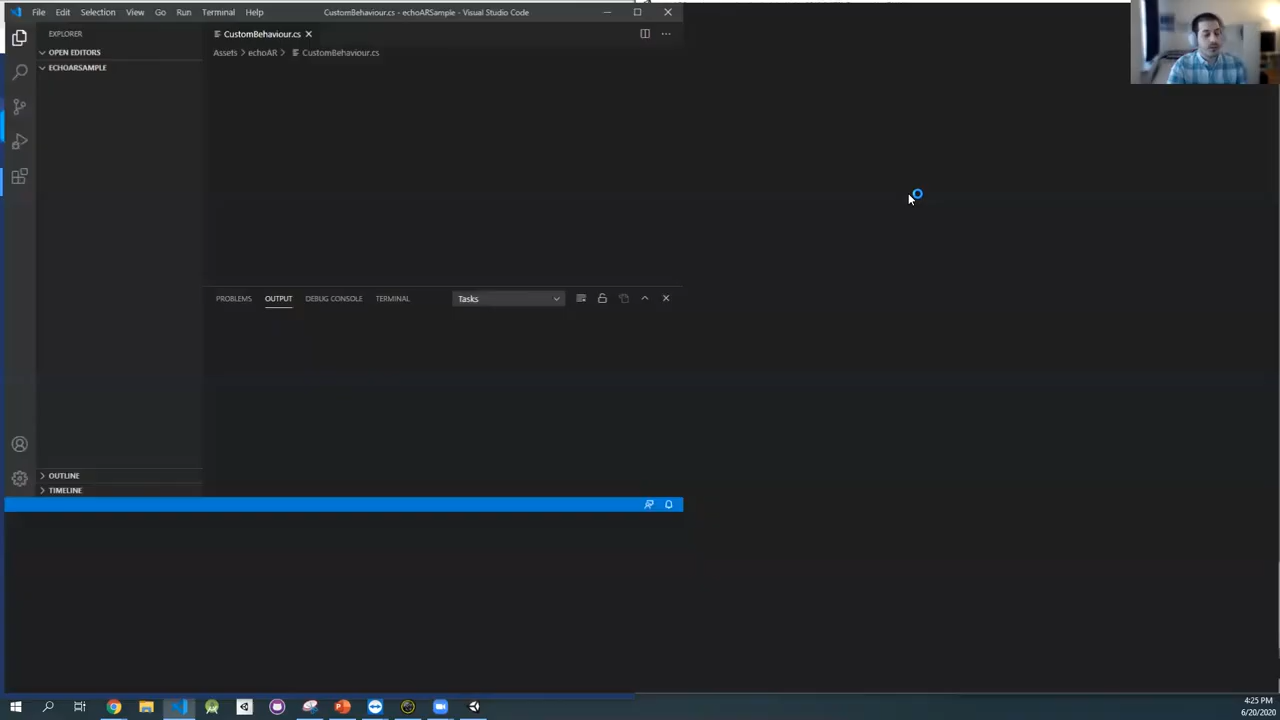 File Edit Selection View Go Run Terminal Help CustomBehaviour.cs - echoARSample - Visual Studio Code
EXPLORER
OPEN EDITORS
ECHOARSAMPLE
CustomBehaviour.cs
Assets > echoAR > CustomBehaviour.cs
PROBLEMS OUTPUT DEBUG CONSOLE TERMINAL Tasks
OUTLINE
TIMELINE
4:25 PM
6/20/2020